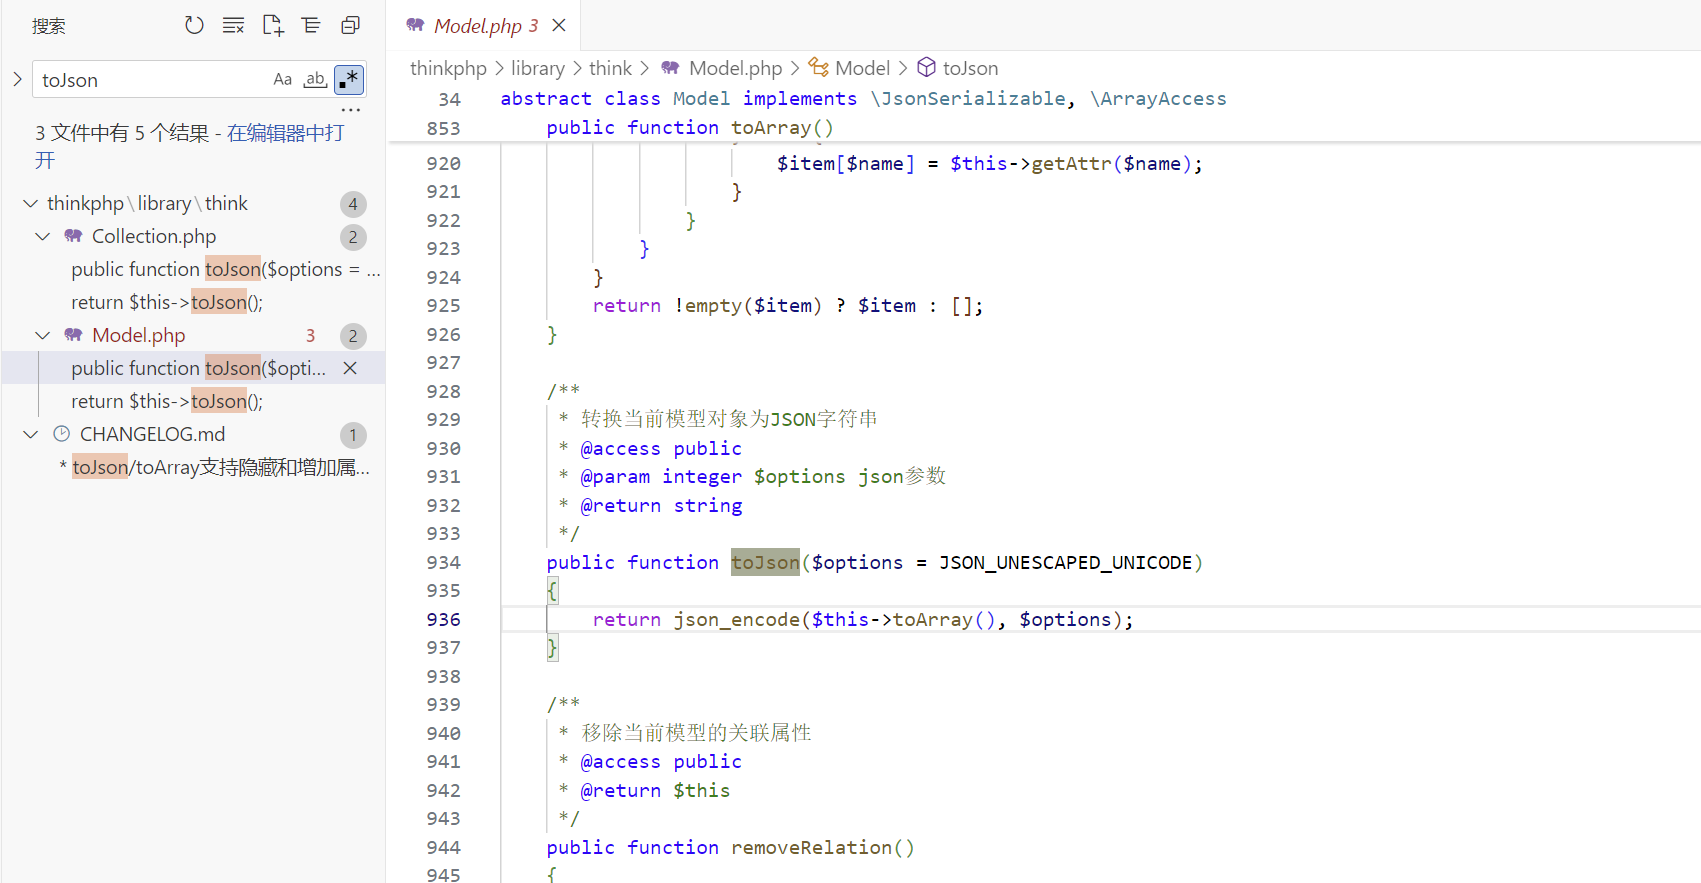 搜索
toJson
Aa
ab
.*
3 文件中有 5 个结果 - 在编辑器中打
开
thinkphp\library\think 4
Collection.php 2
public function toJson($options = ...
return $this->toJson();
Model.php 3 2
public function toJson($opti...
return $this->toJson();
CHANGELOG.md 1
* toJson/toArray支持隐藏和增加属...
Model.php 3
thinkphp > library > think > Model.php > Model > toJson
34 abstract class Model implements \JsonSerializable, \ArrayAccess
853 public function toArray()
920 $item[$name] = $this->getAttr($name);
921 }
922 }
923 }
924 }
925 return !empty($item) ? $item : [];
926 }
927
928 /**
929 * 转换当前模型对象为JSON字符串
930 * @access public
931 * @param integer $options json参数
932 * @return string
933 */
934 public function toJson($options = JSON_UNESCAPED_UNICODE)
935 {
936 return json_encode($this->toArray(), $options);
937 }
938
939 /**
940 * 移除当前模型的关联属性
941 * @access public
942 * @return $this
943 */
944 public function removeRelation()
945 {